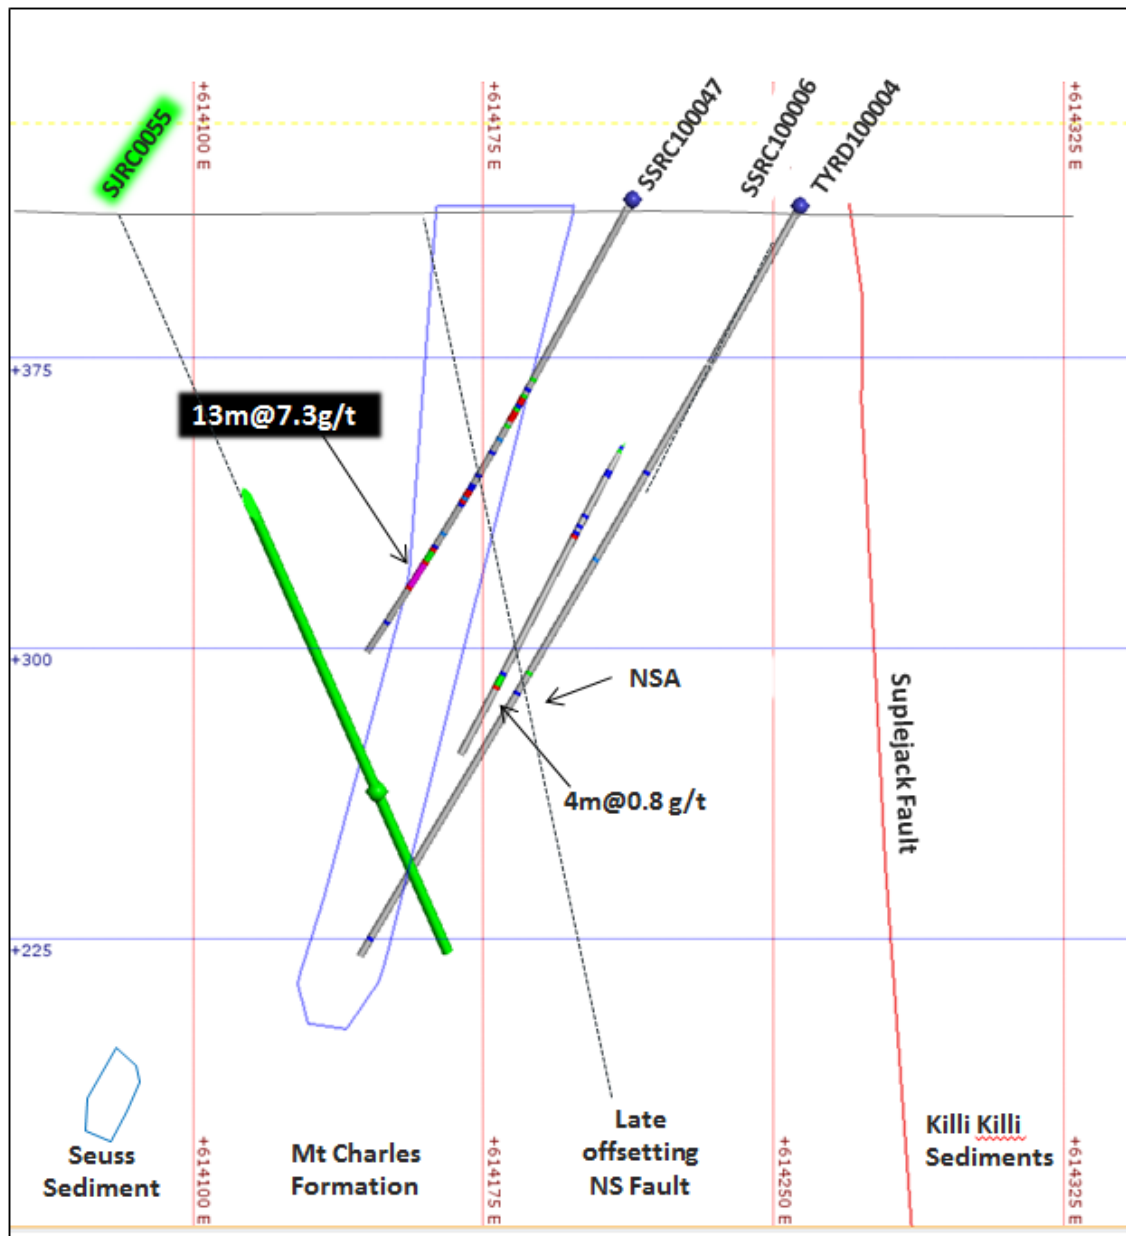 SJRC0055
+614100 E
+614175 E
SSRC100047
SSRC100006
TYRD100004
+614325 E
+375
13m@7.3g/t
+300
NSA
Suplejack Fault
4m@0.8 g/t
+225
Seuss
Sediment
+614100 E
Mt Charles
Formation
+614175 E
Late
offsetting
NS Fault
+614250 E
Killi Killi
Sediments
+614325 E